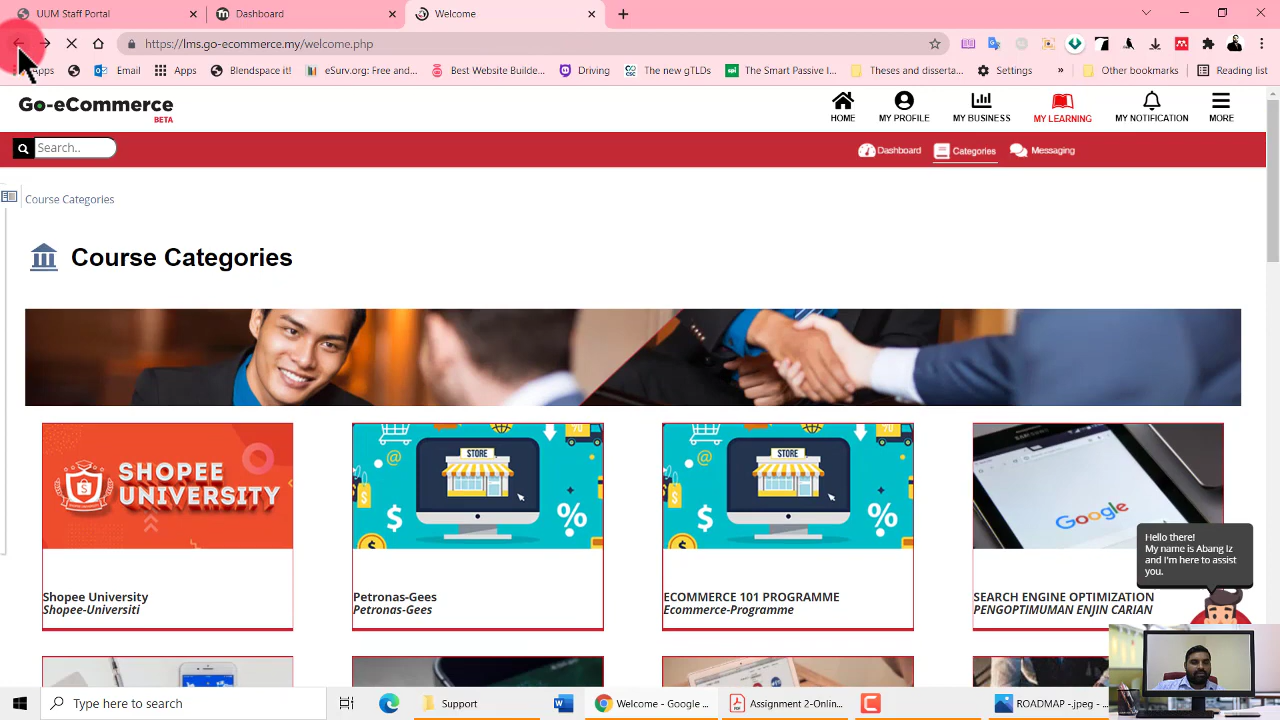 UUM Staff Portal
Dashboard
Welcome
https://lms.go-ecommerce.my/welcome.php
Apps
Email
Apps
Blendspace it!
eSurv.org: Free and...
Best Website Builde...
Driving
The new gTLDs
The Smart Passive I...
Theses and dissertat...
Statistics
»
Other bookmarks
Reading list
Go-eCommerce
BETA
HOME
MY PROFILE
MY BUSINESS
MY LEARNING
MY NOTIFICATION
MORE
Search..
Dashboard
Categories
Messaging
Course Categories
Course Categories
SHOPEE
UNIVERSITY
STORE
70
@
$
%
$
STORE
70
@
$
%
$
Google
Hello there!
My name is Abang Iz
and I'm here to assist
you.
Shopee University
Shopee-Universiti
Petronas-Gees
Petronas-Gees
ECOMMERCE 101 PROGRAMME
Ecommerce-Programme
SEARCH ENGINE OPTIMIZATION
PENGOPTIMUMAN ENJIN CARIAN
Type here to search
Welcome - Google ...
Assignment 2-Onlin...
ROADMAP -.jpeg -